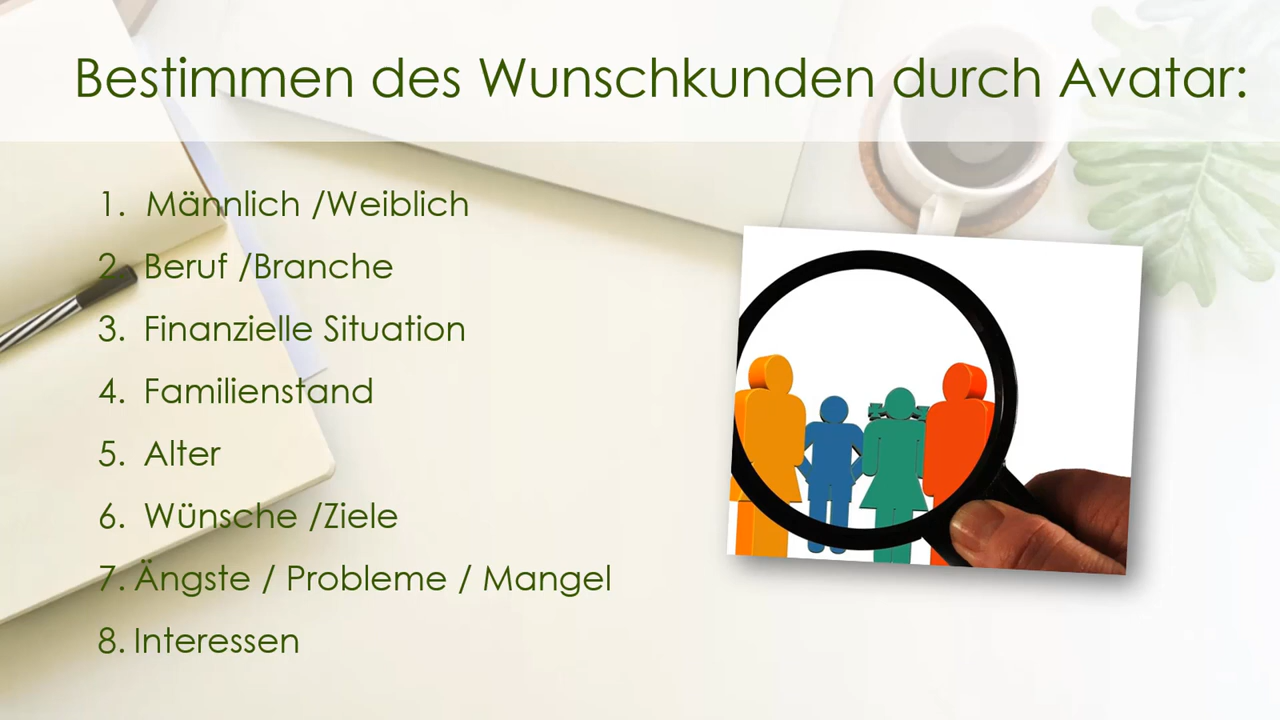 Bestimmen des Wunschkunden durch Avatar:
1. Männlich /Weiblich
2. Beruf /Branche
3. Finanzielle Situation
4. Familienstand
5. Alter
6. Wünsche /Ziele
7. Ängste / Probleme / Mangel
8. Interessen